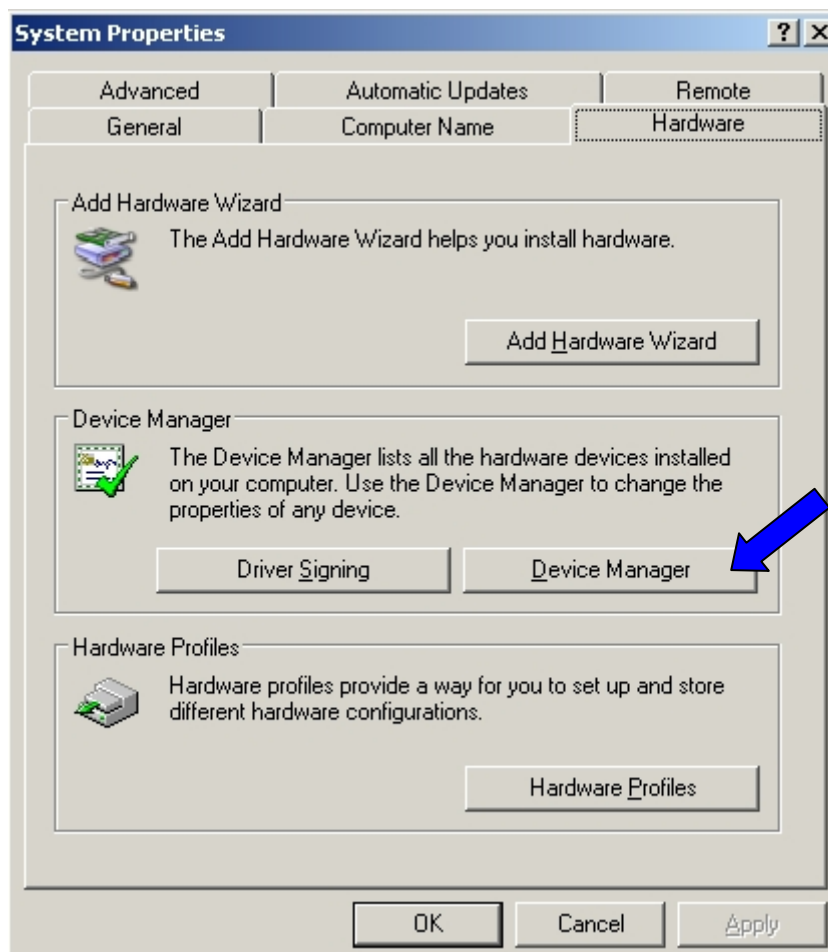 System Properties
Advanced
Automatic Updates
Remote
General
Computer Name
Hardware
Add Hardware Wizard
The Add Hardware Wizard helps you install hardware.
Add Hardware Wizard
Device Manager
The Device Manager lists all the hardware devices installed
on your computer. Use the Device Manager to change the
properties of any device.
Driver Signing
Device Manager
Hardware Profiles
Hardware profiles provide a way for you to set up and store
different hardware configurations.
Hardware Profiles
OK
Cancel
Apply